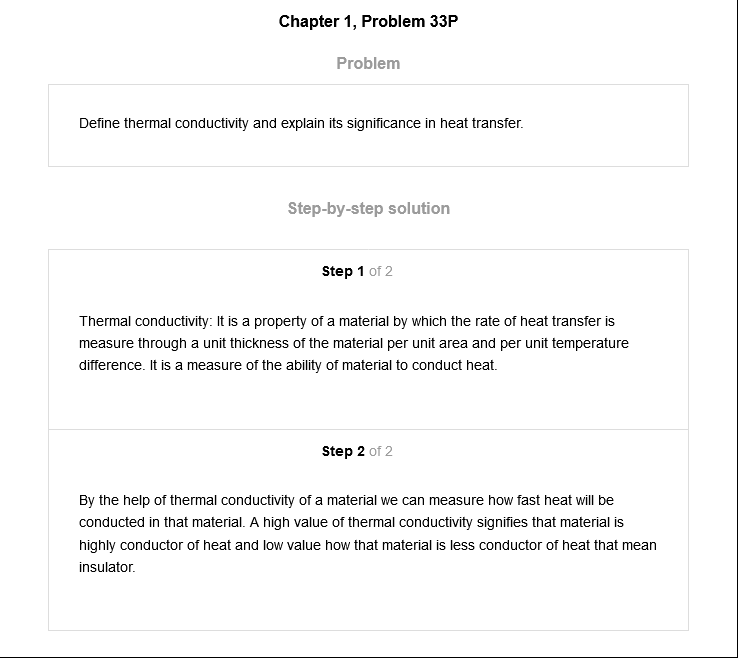 Chapter 1, Problem 33P
Problem
Define thermal conductivity and explain its significance in heat transfer.
Step-by-step solution
Step 1 of 2
Thermal conductivity: It is a property of a material by which the rate of heat transfer is
measure through a unit thickness of the material per unit area and per unit temperature
difference. It is a measure of the ability of material to conduct heat.
Step 2 of 2
By the help of thermal conductivity of a material we can measure how fast heat will be
conducted in that material. A high value of thermal conductivity signifies that material is
highly conductor of heat and low value how that material is less conductor of heat that mean
insulator.